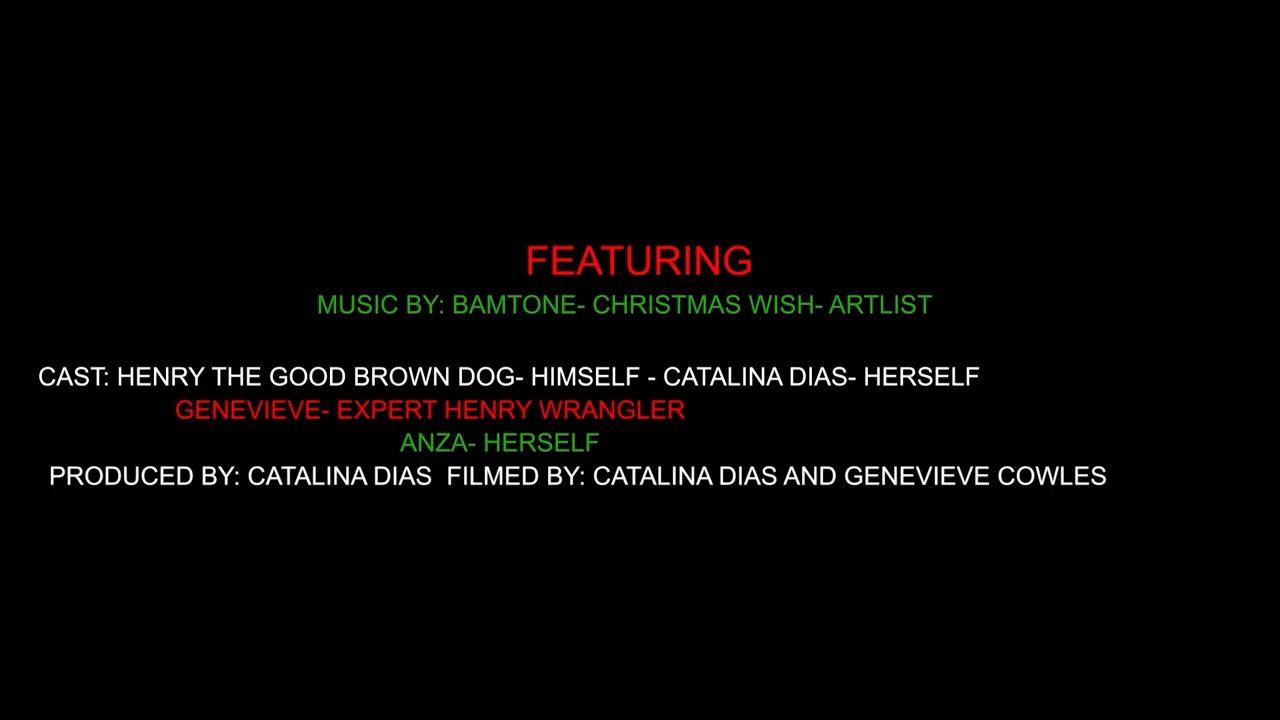 FEATURING
MUSIC BY: BAMTONE- CHRISTMAS WISH- ARTLIST
CAST: HENRY THE GOOD BROWN DOG- HIMSELF - CATALINA DIAS- HERSELF
GENEVIEVE- EXPERT HENRY WRANGLER
ANZA- HERSELF
PRODUCED BY: CATALINA DIAS  FILMED BY: CATALINA DIAS AND GENEVIEVE COWLES